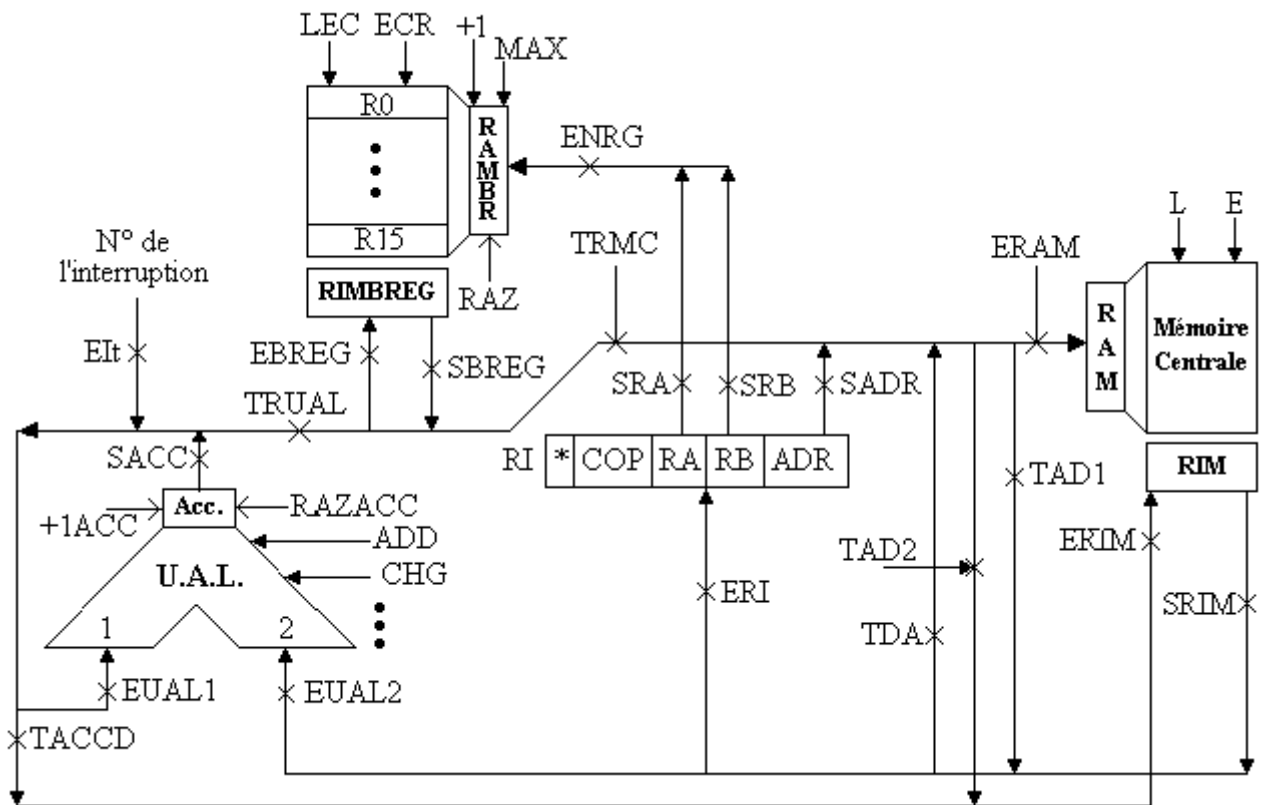 LEC ECR +1
MAX
R0
RAMBR
ENRG
R15
N° de
l'interruption
TRMC
L E
ERAM
RIMBREG
RAZ
RAM
Mémoire
Centrale
EIt
EBREG
SBREG
SRA
SRB
SADR
TRUAL
SACC
RI * COP RA RB ADR
TAD1
RIM
Acc.
RAZACC
+1ACC
ADD
CHG
U.A.L.
TAD2
ERIM
ERI
SRIM
1 2
TDA
EUAL1
EUAL2
TACCD